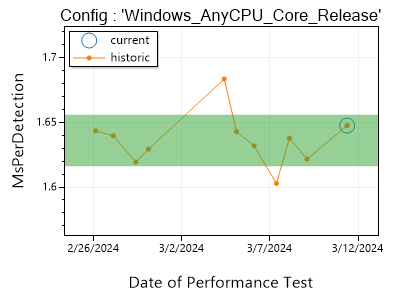 Config : 'Windows_AnyCPU_Core_Release'
current
historic
1.7
1.65
1.6
MsPerDetection
2/26/2024
3/2/2024
3/7/2024
3/12/2024
Date of Performance Test